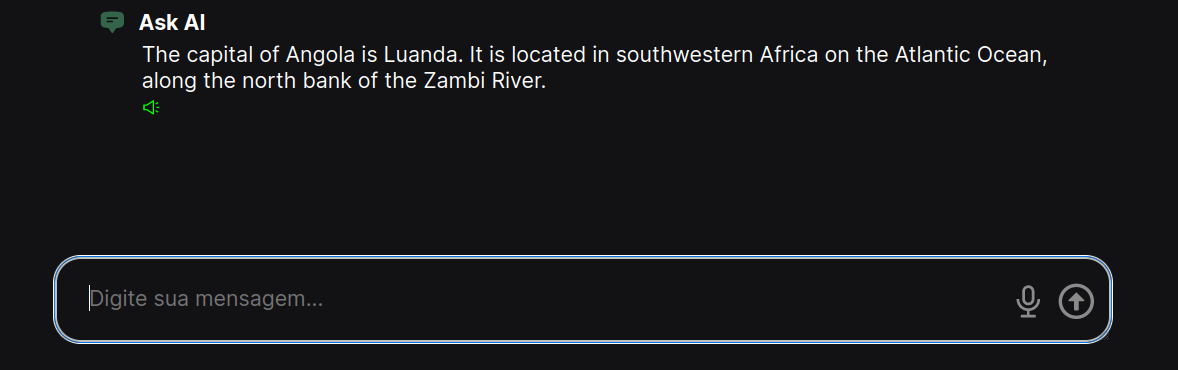 Ask AI
The capital of Angola is Luanda. It is located in southwestern Africa on the Atlantic Ocean,
along the north bank of the Zambi River.
Digite sua mensagem...